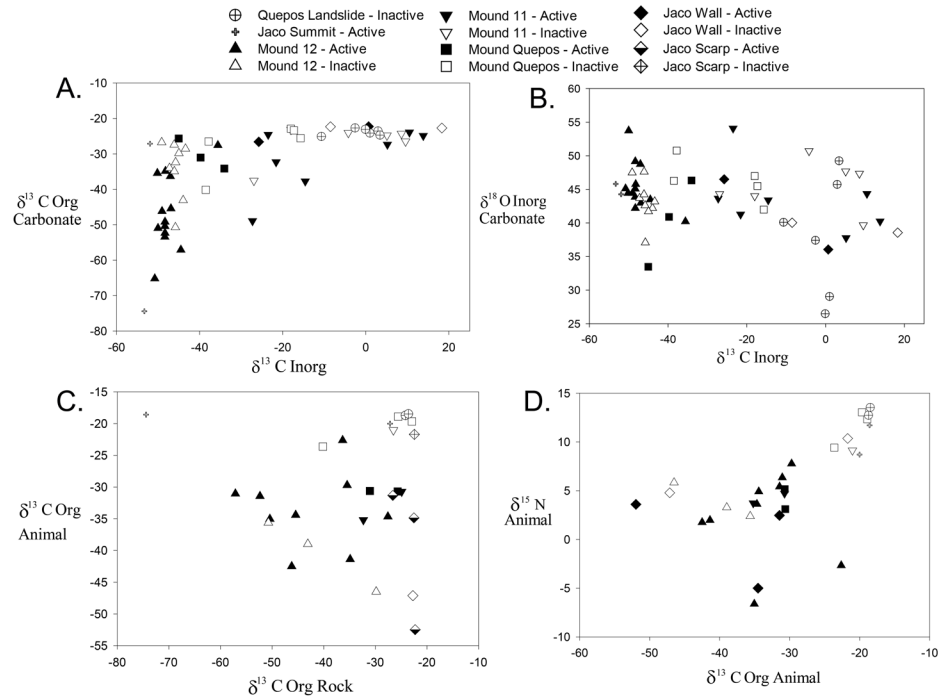 Quepos Landslide - Inactive
Jaco Summit - Active
Mound 12 - Active
Mound 12 - Inactive
Mound 11 - Active
Mound 11 - Inactive
Mound Quepos - Active
Mound Quepos - Inactive
Jaco Wall - Active
Jaco Wall - Inactive
Jaco Scarp - Active
Jaco Scarp - Inactive
A.
-10
-20
-30
-40
-50
-60
-70
-80
δ¹³ C Org
Carbonate
-60
-40
-20
0
20
δ¹³ C Inorg
B.
60
55
50
45
40
35
30
25
δ¹⁸ O Inorg
Carbonate
-60
-40
-20
0
20
δ¹³ C Inorg
C.
-15
-20
-25
-30
-35
-40
-45
-50
-55
δ¹³ C Org
Animal
-80
-70
-60
-50
-40
-30
-20
-10
δ¹³ C Org Rock
D.
15
10
5
0
-5
-10
δ¹⁵ N
Animal
-60
-50
-40
-30
-20
-10
δ¹³ C Org Animal